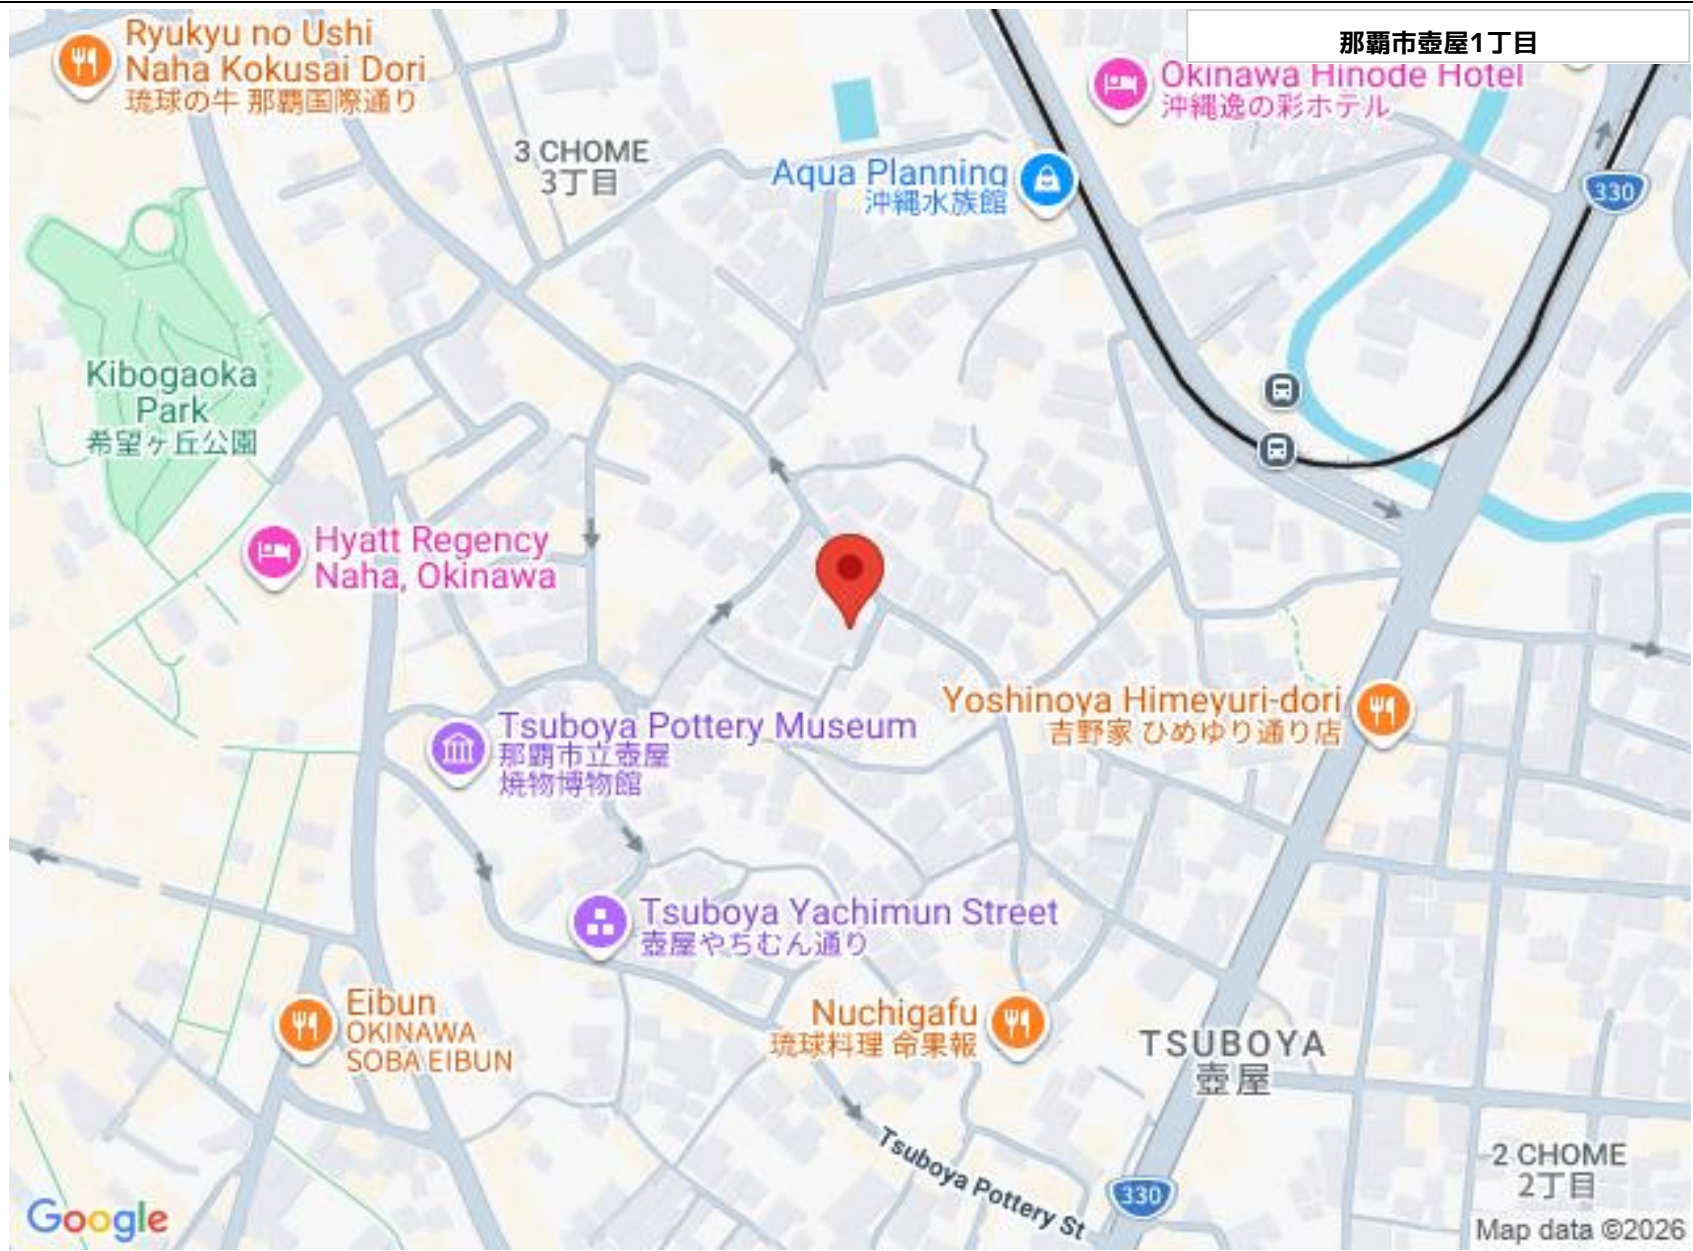 那覇市壺屋1丁目
Ryukyu no Ushi
Naha Kokusai Dori
琉球の牛 那覇国際通り
Okinawa Hinode Hotel
沖縄逸の彩ホテル
3 CHOME
3丁目
Aqua Planning
沖縄水族館
330
Kibogaoka
Park
希望ヶ丘公園
Hyatt Regency
Naha, Okinawa
Yoshinoya Himeyuri-dori
吉野家 ひめゆり通り店
Tsuboya Pottery Museum
那覇市立壺屋
焼物博物館
Tsuboya Yachimun Street
壺屋やちむん通り
Eibun
OKINAWA
SOBA EIBUN
Nuchigafu
琉球料理 命果報
TSUBOYA
壺屋
Tsuboya Pottery St
330
2 CHOME
2丁目
Google
Map data ©2026